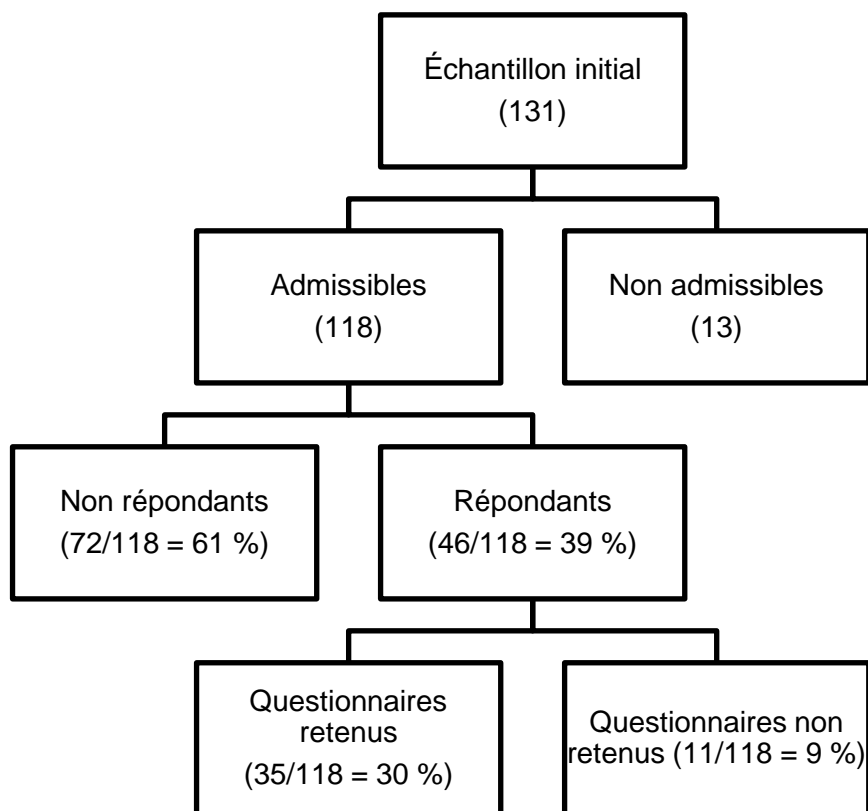 Échantillon initial
(131)
Admissibles
(118)
Non admissibles
(13)
Non répondants
(72/118 = 61 %)
Répondants
(46/118 = 39 %)
Questionnaires
retenus
(35/118 = 30 %)
Questionnaires non
retenus (11/118 = 9 %)